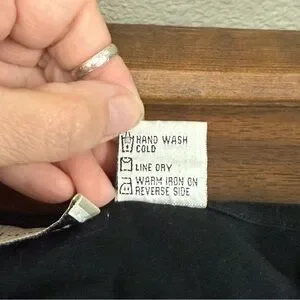 HAND WASH
COLD
LINE DRY
WARM IRON ON
REVERSE SIDE